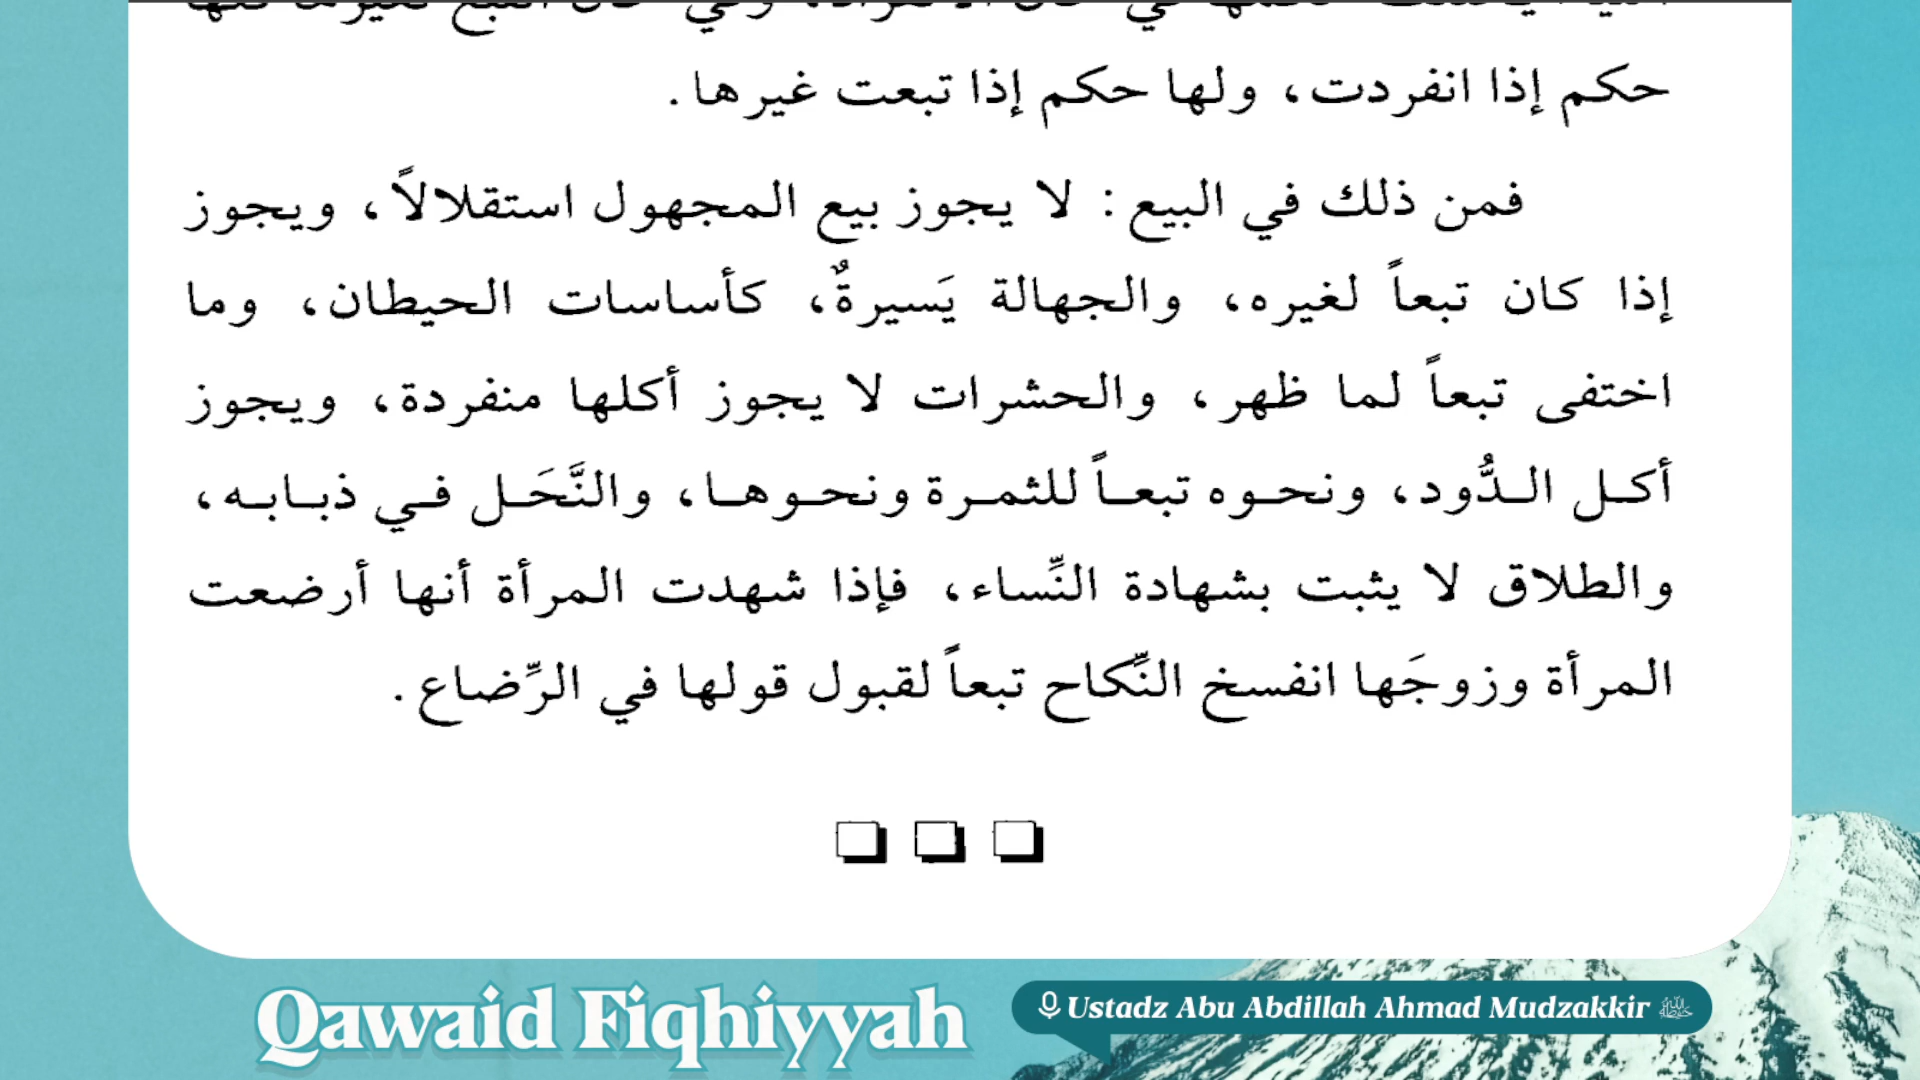 حكم إذا انفردت، ولها حكم إذا تبعت غيرها.
فمن ذلك في البيع: لا يجوز بيع المجهول استقلالاً، ويجوز
إذا كان تبعاً لغيره، والجهالة يَسيرةٌ، كأساسات الحيطان، وما
اختفى تبعاً لما ظهر، والحشرات لا يجوز أكلها منفردة، ويجوز
أكل الدُّود، ونحوه تبعاً للثمرة ونحوها، والنَّحَل في ذبابه،
والطلاق لا يثبت بشهادة النِّساء، فإذا شهدت المرأة أنها أرضعت
المرأة وزوجَها انفسخ النِّكاح تبعاً لقبول قولها في الرِّضاع.
Qawaid Fiqhiyyah
Ustadz Abu Abdillah Ahmad Mudzakkir